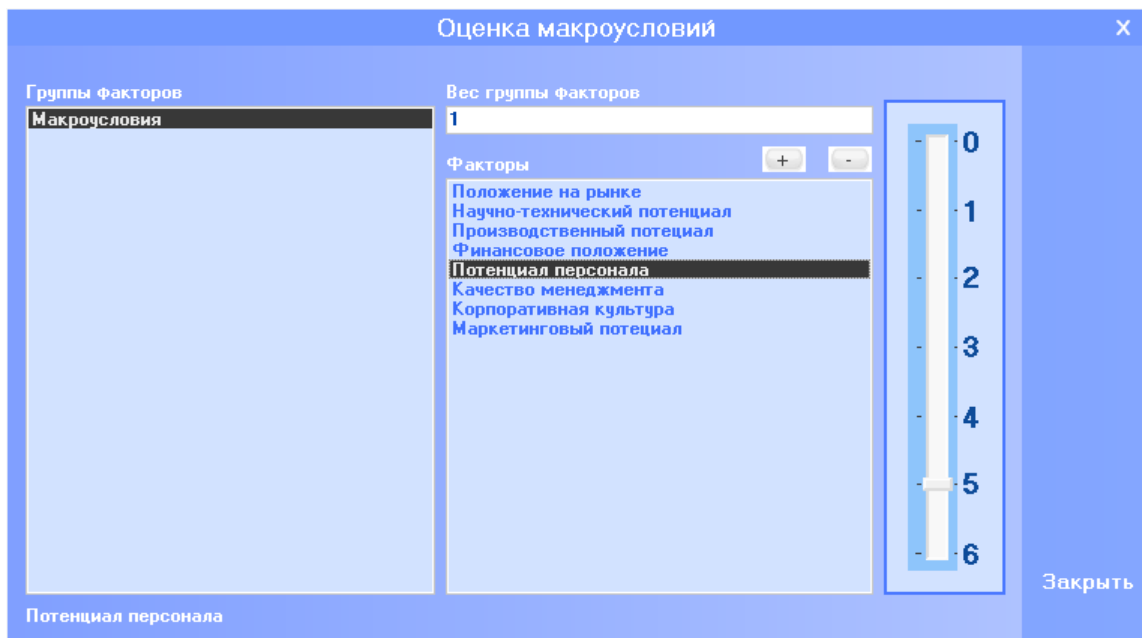 Оценка макроусловий
X
Группы факторов
Макроусловия
Вес группы факторов
1
Факторы
+
-
Положение на рынке
Научно-технический потенциал
Производственный потециал
Финансовое положение
Потенциал персонала
Качество менеджмента
Корпоративная культура
Маркетинговый потециал
0
1
2
3
4
5
6
Закрыть
Потенциал персонала